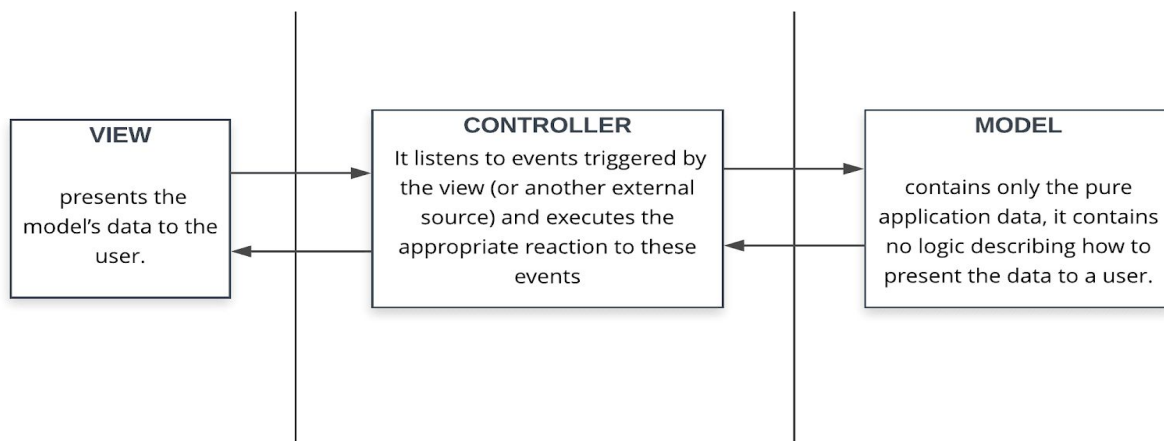 VIEW
presents the
model’s data to the
user.
CONTROLLER
It listens to events triggered by
the view (or another external
source) and executes the
appropriate reaction to these
events
MODEL
contains only the pure
application data, it contains
no logic describing how to
present the data to a user.